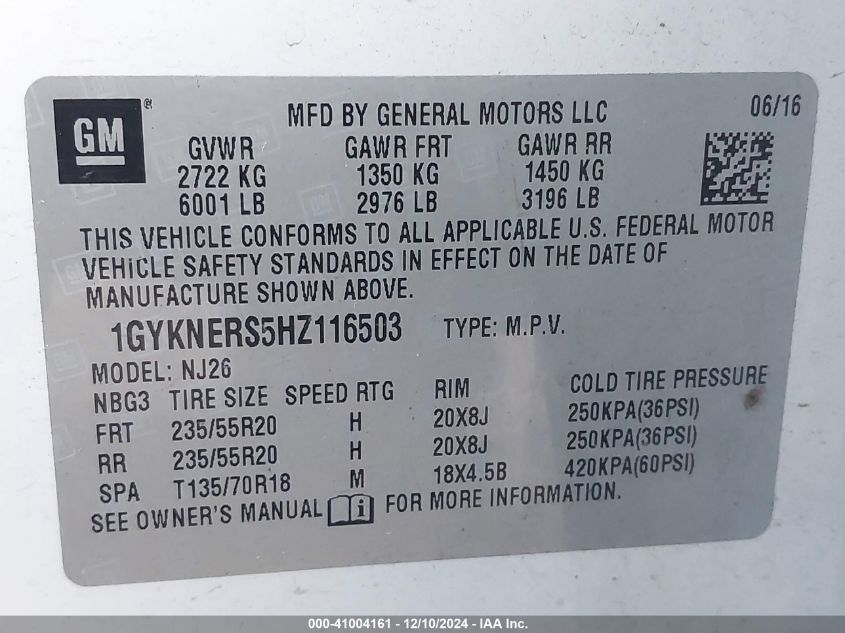 GM ®
MFD BY GENERAL MOTORS LLC 06/16
GVWR GAWR FRT GAWR RR
2722 KG 1350 KG 1450 KG
6001 LB 2976 LB 3196 LB
THIS VEHICLE CONFORMS TO ALL APPLICABLE U.S. FEDERAL MOTOR
VEHICLE SAFETY STANDARDS IN EFFECT ON THE DATE OF
MANUFACTURE SHOWN ABOVE.
1GYKNERS5HZ116503 TYPE: M.P.V.
MODEL: NJ26
NBG3 TIRE SIZE SPEED RTG RIM COLD TIRE PRESSURE
FRT 235/55R20 H 20X8J 250KPA(36PSI)
RR 235/55R20 H 20X8J 250KPA(36PSI)
SPA T135/70R18 M 18X4.5B 420KPA(60PSI)
SEE OWNER'S MANUAL i FOR MORE INFORMATION.
000-41004161 - 12/10/2024 - IAA Inc.